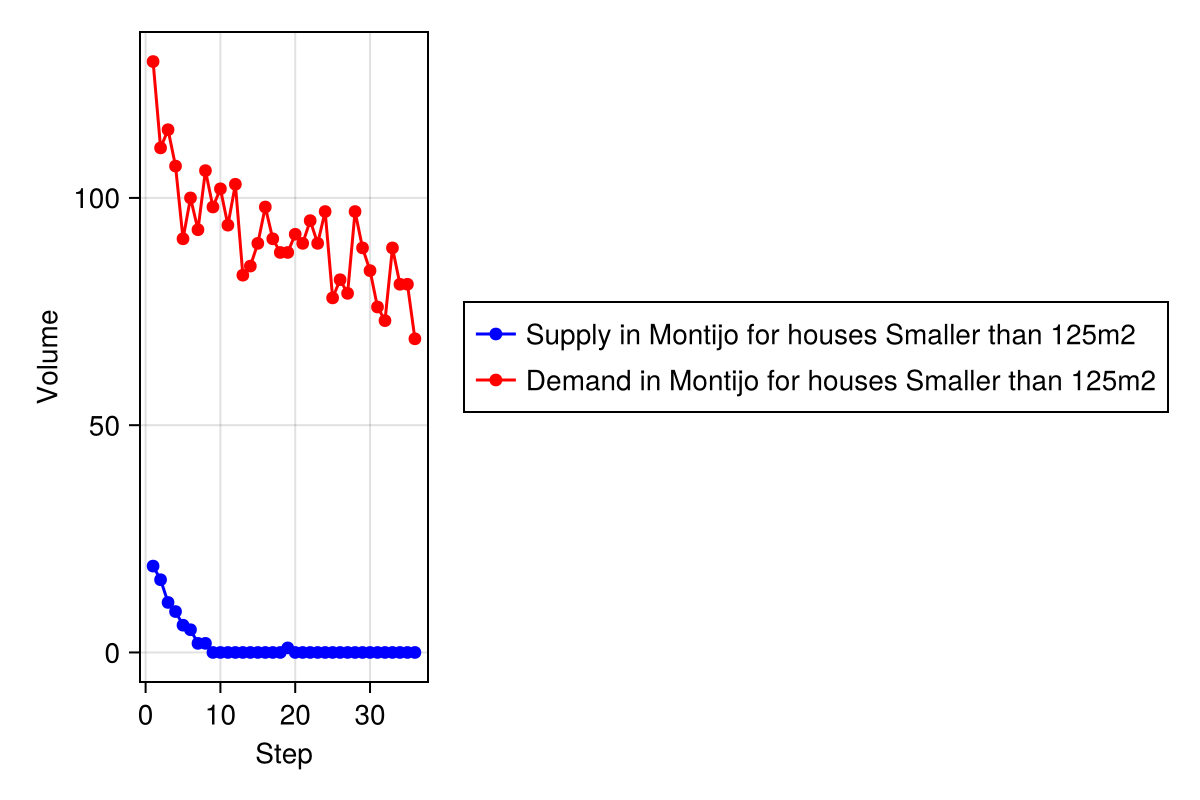 Volume
100
50
0
0 10 20 30
Step
Supply in Montijo for houses Smaller than 125m2
Demand in Montijo for houses Smaller than 125m2